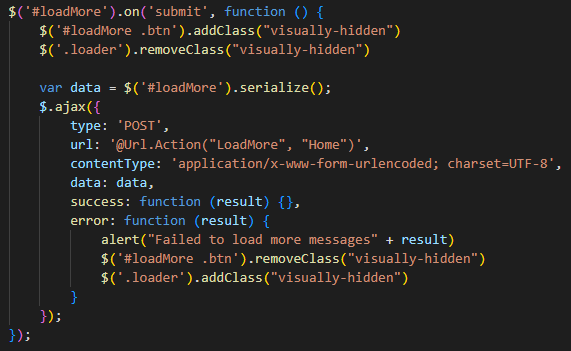 $('#loadMore').on('submit', function () {
    $('#loadMore .btn').addClass("visually-hidden")
    $('.loader').removeClass("visually-hidden")

    var data = $('#loadMore').serialize();
    $.ajax({
        type: 'POST',
        url: '@Url.Action("LoadMore", "Home")',
        contentType: 'application/x-www-form-urlencoded; charset=UTF-8',
        data: data,
        success: function (result) {},
        error: function (result) {
            alert("Failed to load more messages" + result)
            $('#loadMore .btn').removeClass("visually-hidden")
            $('.loader').addClass("visually-hidden")
        }
    });
});